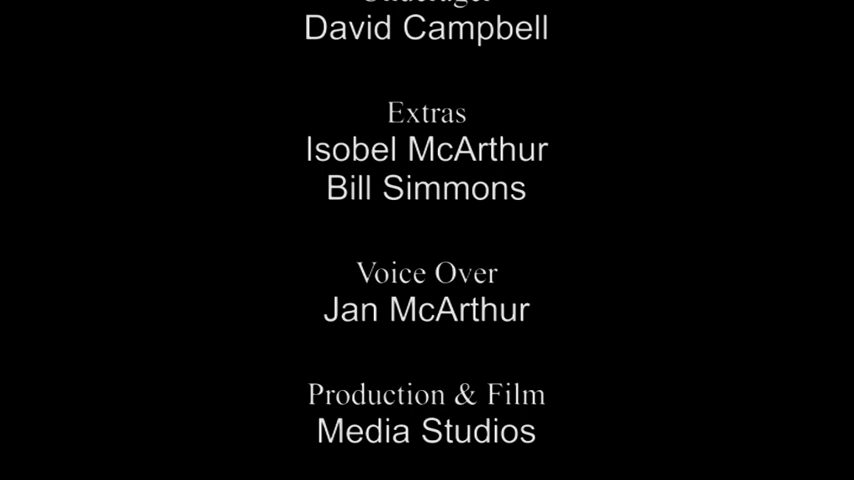 David Campbell
Extras
Isobel McArthur
Bill Simmons
Voice Over
Jan McArthur
Production & Film
Media Studios